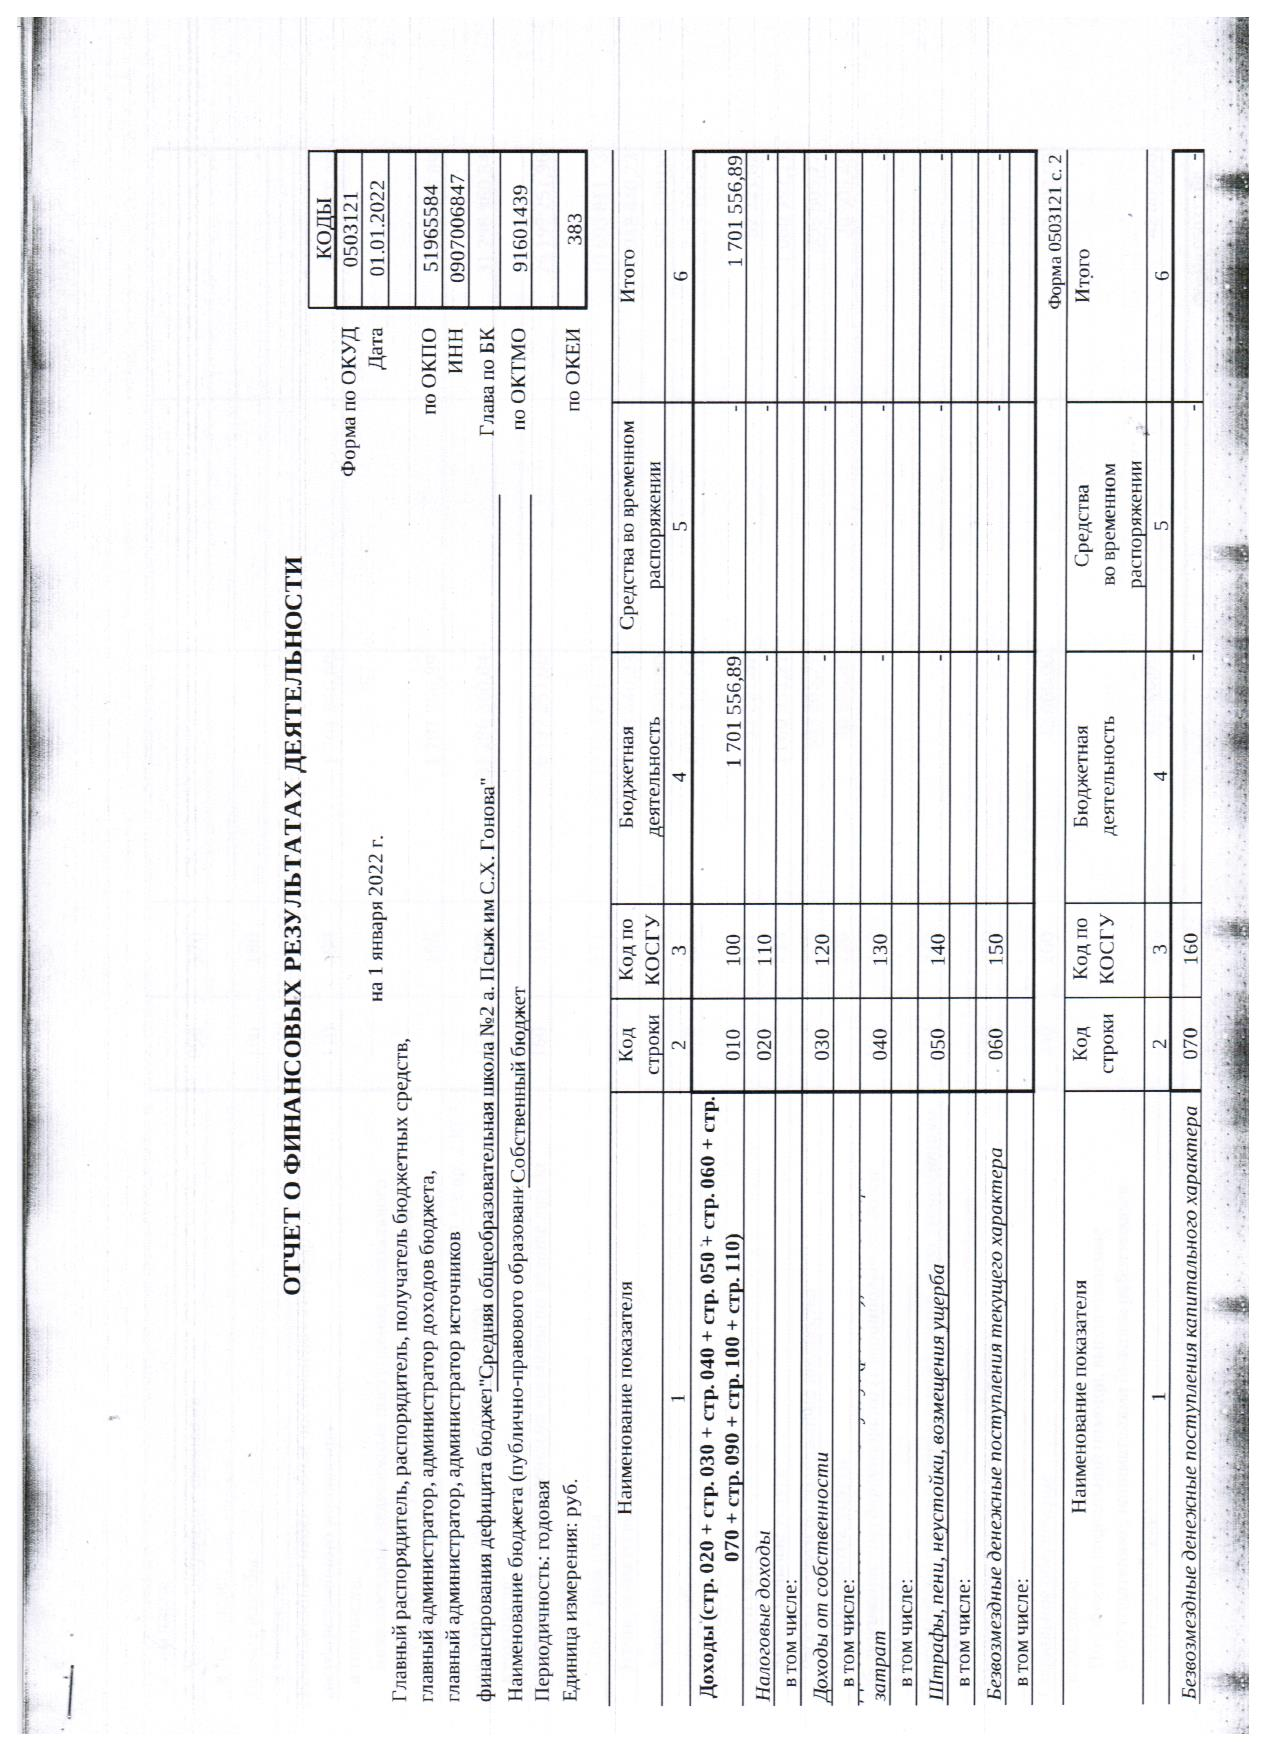 ОТЧЕТ О ФИНАНСОВЫХ РЕЗУЛЬТАТАХ ДЕЯТЕЛЬНОСТИ
КОДЫ
Форма по ОКУД 0503121
на 1 января 2022 г. Дата 01.01.2022
Главный распорядитель, распорядитель, получатель бюджетных средств,
главный администратор, администратор доходов бюджета, по ОКПО 51965584
главный администратор, администратор источников ИНН 0907006847
финансирования дефицита бюджет "Средняя общеобразовательная школа №2 а. Псыж им С.Х. Гонова" Глава по БК
Наименование бюджета (публично-правового образовани Собственный бюджет по ОКТМО 91601439
Периодичность: годовая
Единица измерения: руб. по ОКЕИ 383
Наименование показателя Код строки Код по КОСГУ Бюджетная деятельность Средства во временном распоряжении Итого
1 2 3 4 5 6
Доходы (стр. 020 + стр. 030 + стр. 040 + стр. 050 + стр. 060 + стр.
070 + стр. 090 + стр. 100 + стр. 110) 010 100 1 701 556,89 - 1 701 556,89
Налоговые доходы 020 110 - - -
в том числе:
Доходы от собственности 030 120 - - -
в том числе:
затрат 040 130 - - -
в том числе:
Штрафы, пени, неустойки, возмещения ущерба 050 140 - - -
в том числе:
Безвозмездные денежные поступления текущего характера 060 150 - - -
в том числе:
Форма 0503121 с. 2
Наименование показателя Код строки Код по КОСГУ Бюджетная деятельность Средства во временном распоряжении Итого
1 2 3 4 5 6
Безвозмездные денежные поступления капитального характера 070 160 - - -